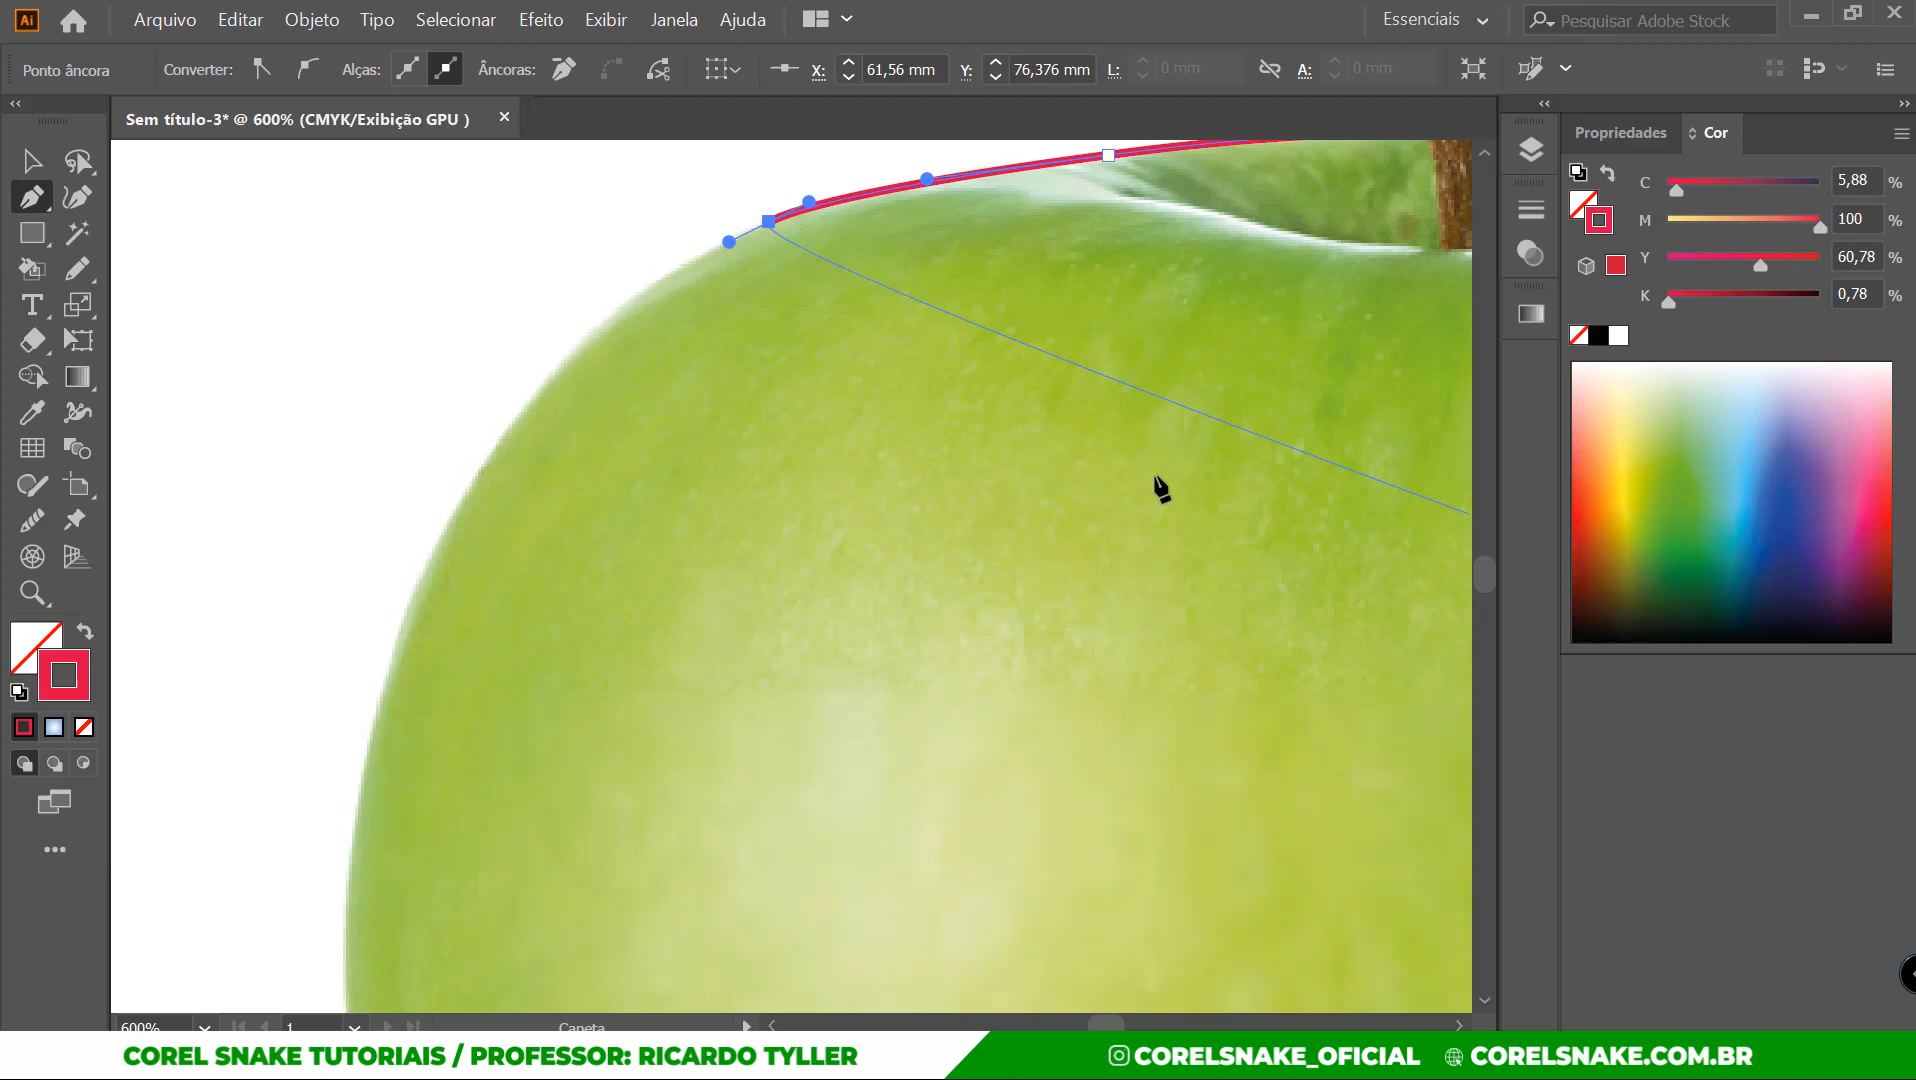 Ai Arquivo Editar Objeto Tipo Selecionar Efeito Exibir Janela Ajuda Essenciais Pesquisar Adobe Stock
Ponto âncora Converter: Alças: Âncoras: X: 61,56 mm Y: 76,376 mm L: 0 mm A: 0 mm
Sem título-3* @ 600% (CMYK/Exibição GPU )
Propriedades Cor
C 5,88 %
M 100 %
Y 60,78 %
K 0,78 %
600% 1 Caneta
COREL SNAKE TUTORIAIS / PROFESSOR: RICARDO TYLLER CORELSNAKE_OFICIAL CORELSNAKE.COM.BR